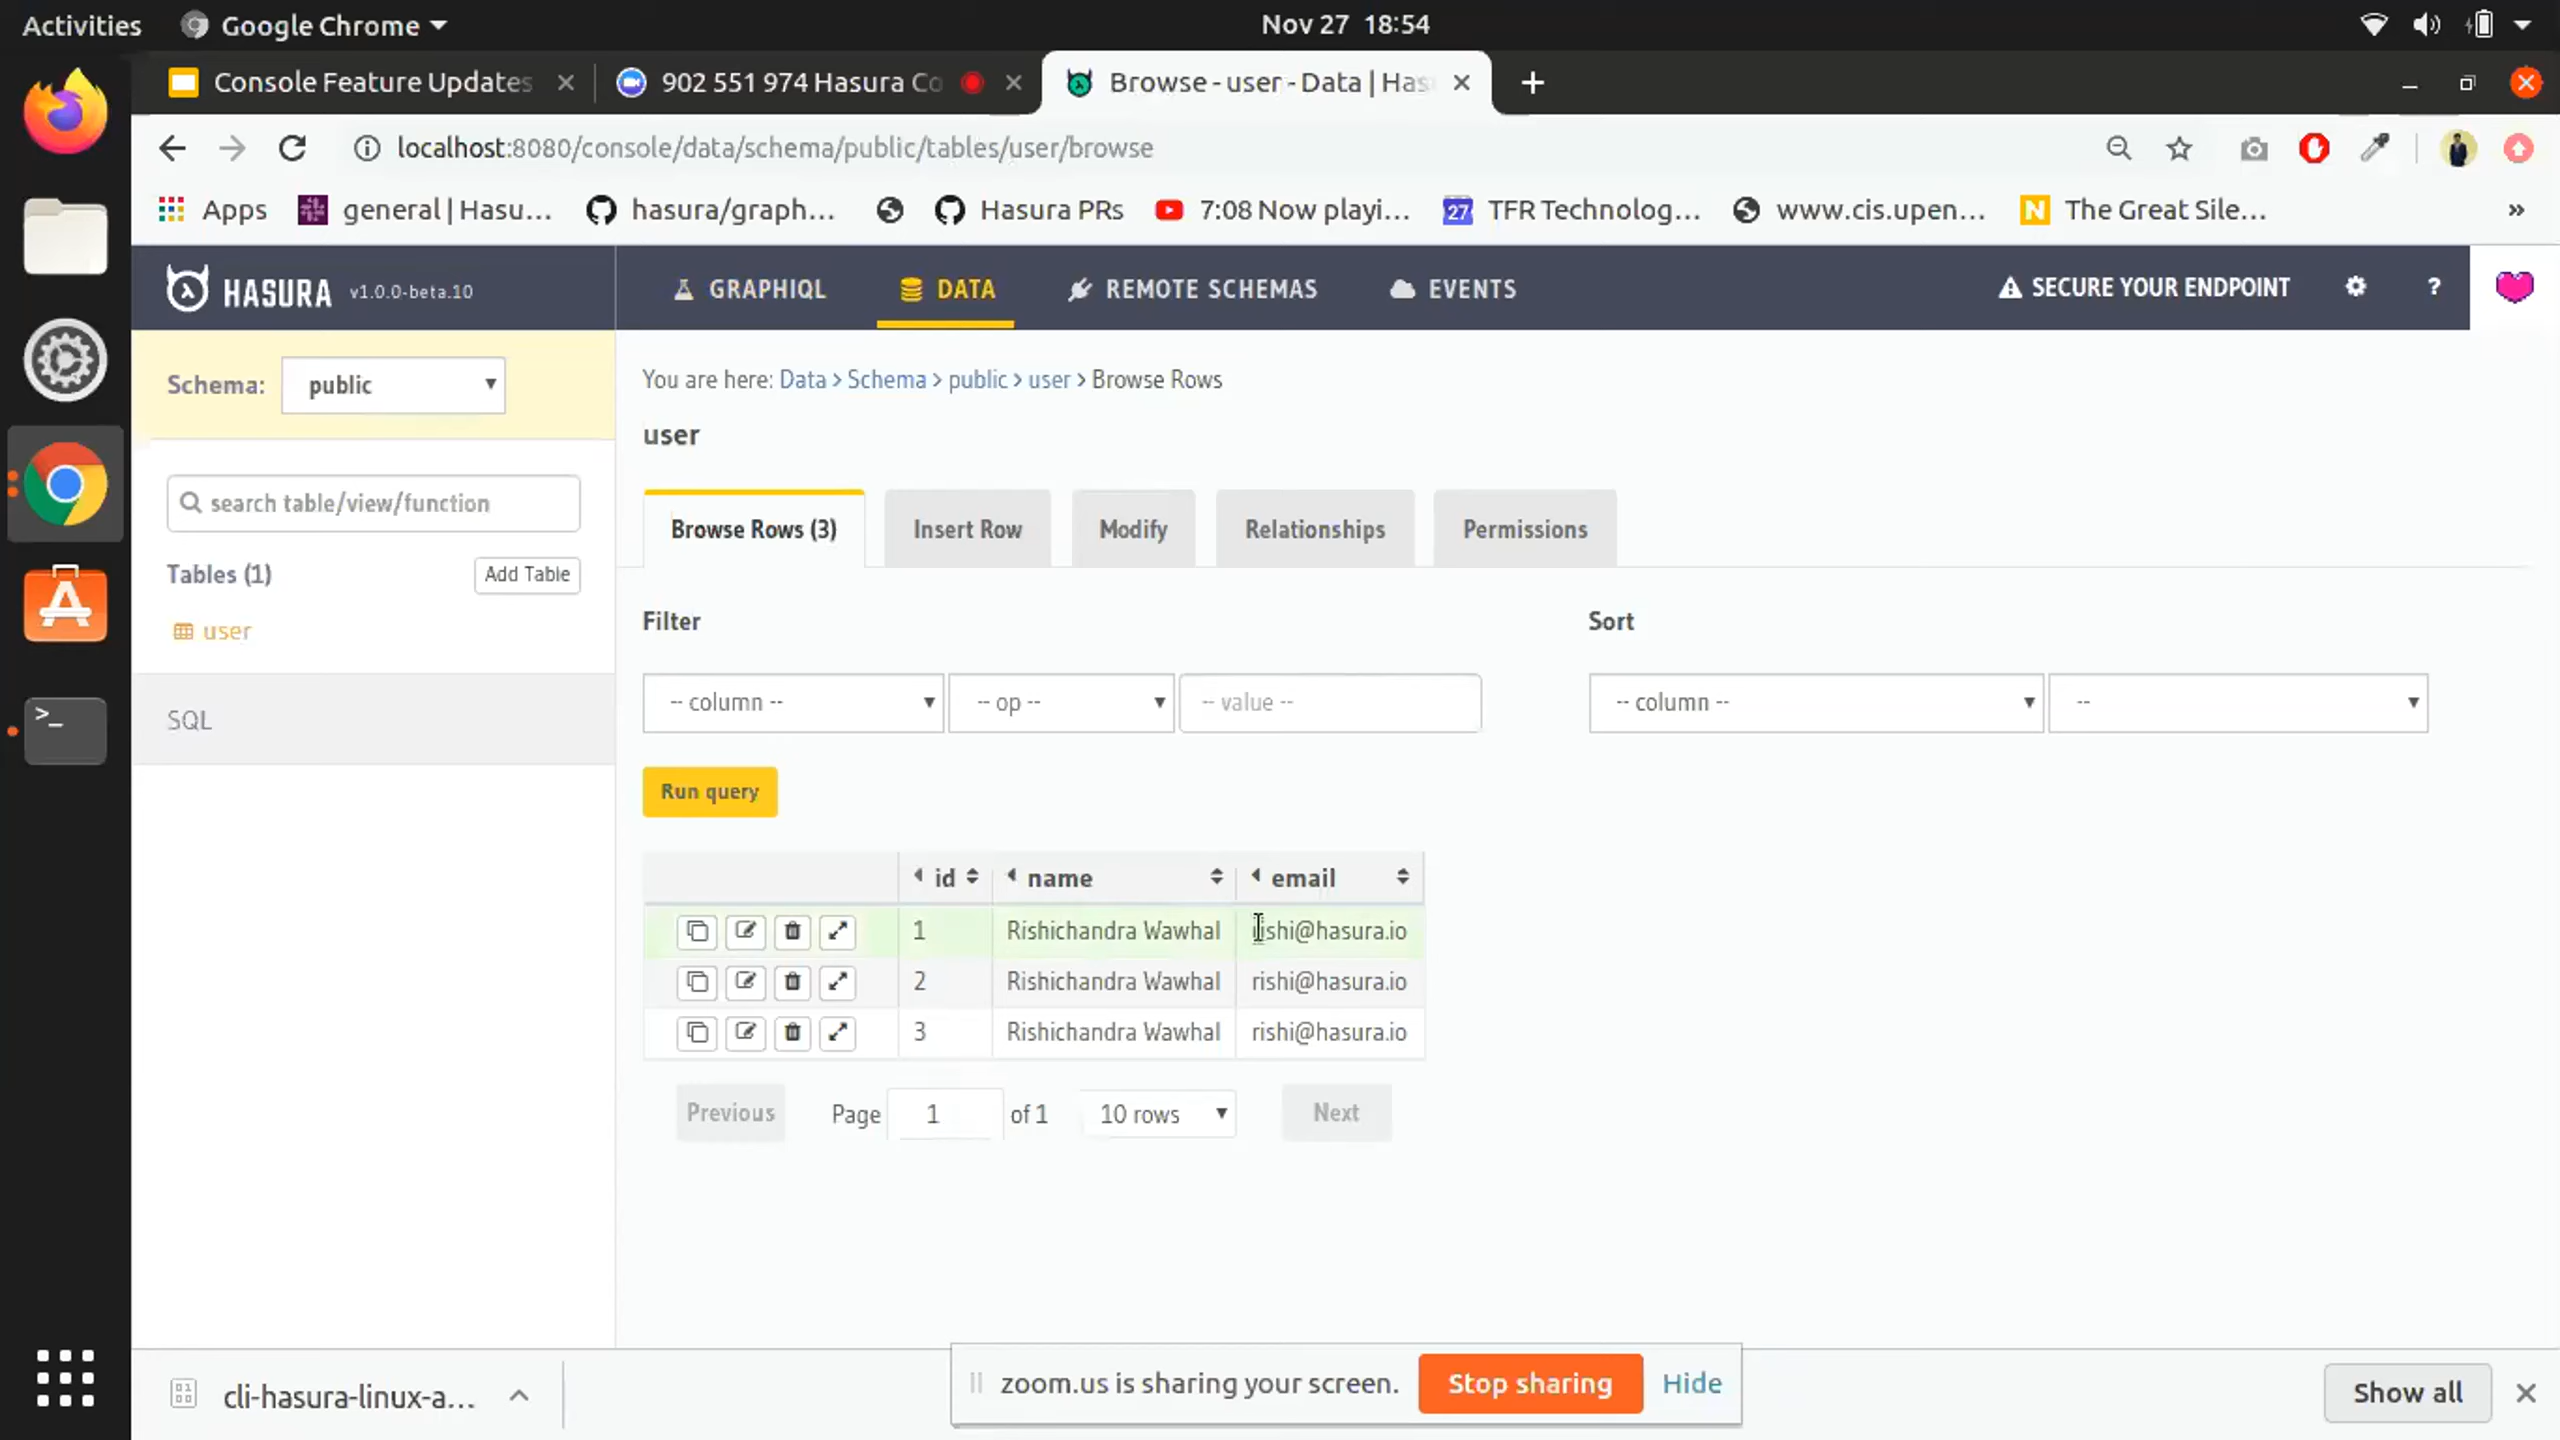 Activities Google Chrome Nov 27 18:54
Console Feature Updates 902 551 974 Hasura Co Browse - user - Data | Has
localhost:8080/console/data/schema/public/tables/user/browse
Apps general | Hasu... hasura/graph... Hasura PRs 7:08 Now playi... 27 TFR Technolog... www.cis.upen... N The Great Sile... »
HASURA v1.0.0-beta.10 GRAPHIQL DATA REMOTE SCHEMAS EVENTS SECURE YOUR ENDPOINT ?
Schema: public
You are here: Data > Schema > public > user > Browse Rows
user
search table/view/function
Browse Rows (3) Insert Row Modify Relationships Permissions
Tables (1) Add Table
user
Filter Sort
SQL
-- column -- -- op -- -- value -- -- column -- --
Run query
id name email
1 Rishichandra Wawhal rishi@hasura.io
2 Rishichandra Wawhal rishi@hasura.io
3 Rishichandra Wawhal rishi@hasura.io
Previous Page 1 of 1 10 rows Next
cli-hasura-linux-a... zoom.us is sharing your screen. Stop sharing Hide Show all